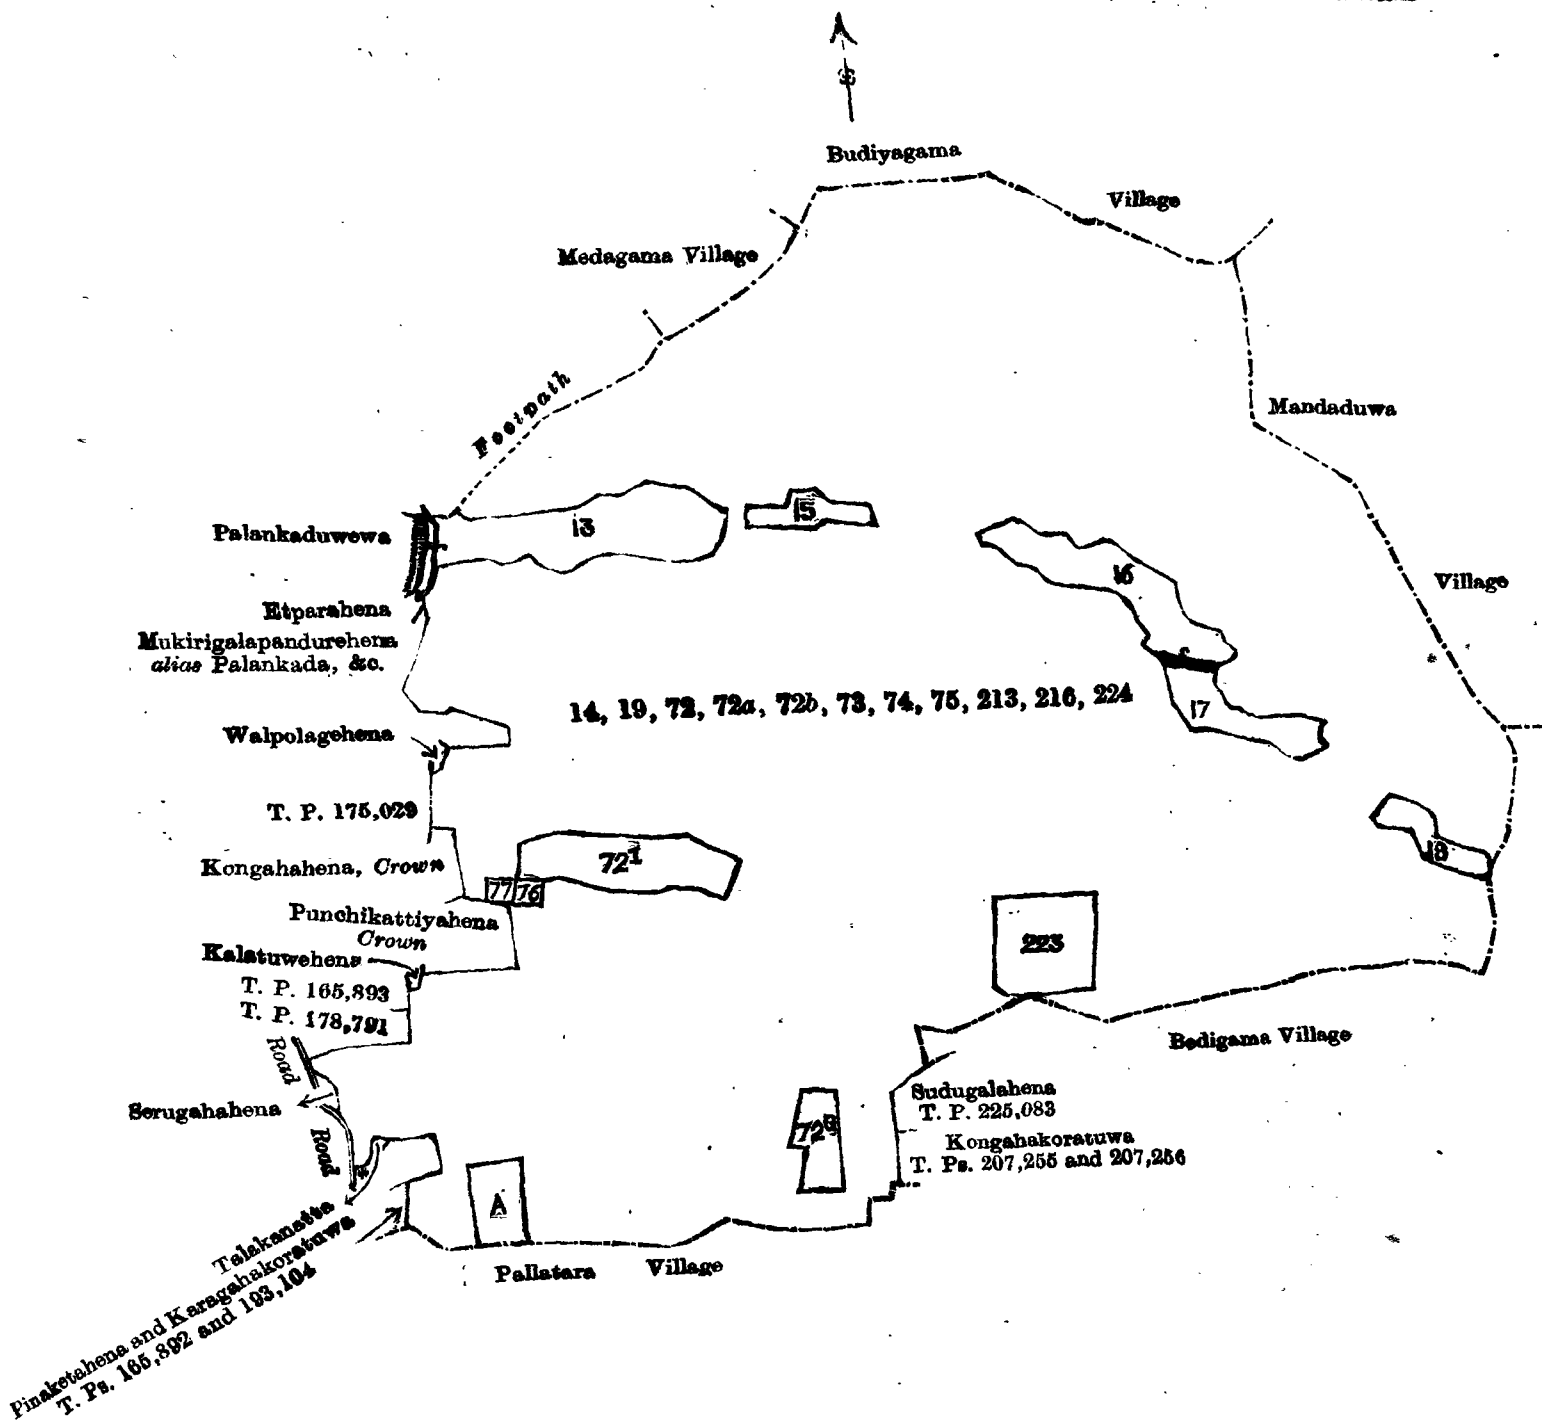 Budiyagama
Village
Medagama Village
Footpath
Mandaduwa
Palankaduwewa
13
15
16
Village
Etparahena
Mukirigalapandurehena
alias Palankada, &c.
14, 19, 72, 72a, 72b, 73, 74, 75, 213, 216, 224
17
Walpolagehena
T. P. 175,029
Kongahahena, Crown
72
18
77 76
Punchikattiyahena
Crown
223
Kalatuwehena
T. P. 165,893
T. P. 178,791
Road
Bedigama Village
Serugahahena
Sudugalahena
T. P. 225,083
Road
72
Kongahakoratuwa
T. Ps. 207,255 and 207,256
A
Talakanatta
Pinaketahena and Karagahakoratuwa
T. Ps. 165,892 and 193,104
Pallatara Village